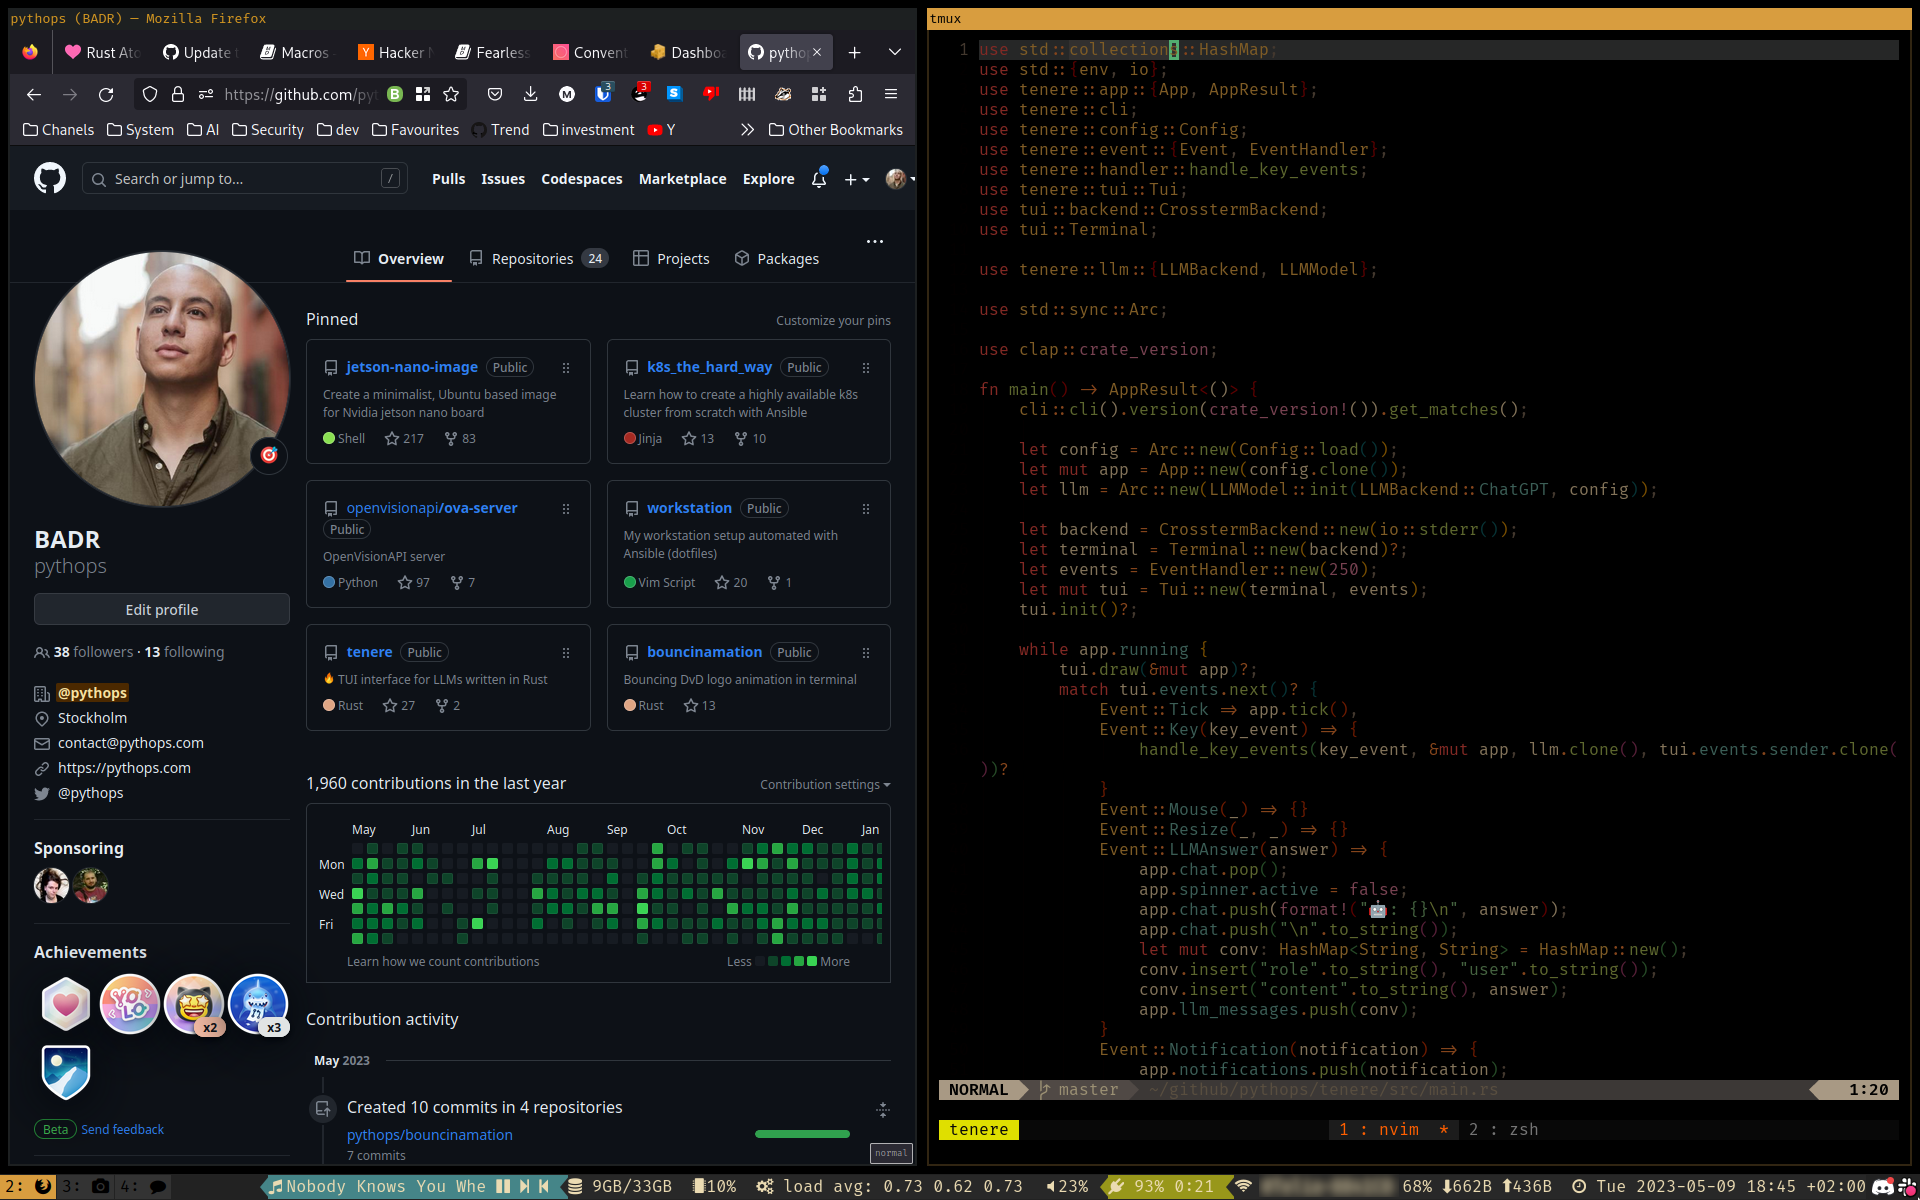 pythops (BADR) — Mozilla Firefox
Rust Ato
Update t
Macros
Hacker N
Fearless
Convent
Dashbo
pythop
https://github.com/pyt
3
3
Chanels
System
AI
Security
dev
Favourites
Trend
investment
Y
Other Bookmarks
Search or jump to...
/
Pulls
Issues
Codespaces
Marketplace
Explore
Overview
Repositories 24
Projects
Packages
BADR
pythops
Edit profile
38 followers · 13 following
@pythops
Stockholm
contact@pythops.com
https://pythops.com
@pythops
Sponsoring
Achievements
YOLO
x2
x3
Beta Send feedback
Pinned
Customize your pins
jetson-nano-image Public
Create a minimalist, Ubuntu based image
for Nvidia jetson nano board
Shell 217 83
k8s_the_hard_way Public
Learn how to create a highly available k8s
cluster from scratch with Ansible
Jinja 13 10
openvisionapi/ova-server
Public
OpenVisionAPI server
Python 97 7
workstation Public
My workstation setup automated with
Ansible (dotfiles)
Vim Script 20 1
tenere Public
🔥 TUI interface for LLMs written in Rust
Rust 27 2
bouncinamation Public
Bouncing DvD logo animation in terminal
Rust 13
1,960 contributions in the last year
Contribution settings
May Jun Jul Aug Sep Oct Nov Dec Jan
Mon
Wed
Fri
Learn how we count contributions
Less More
Contribution activity
May 2023
Created 10 commits in 4 repositories
pythops/bouncinamation
7 commits
normal
tmux
1 use std::collections::HashMap;
use std::{env, io};
use tenere::app::{App, AppResult};
use tenere::cli;
use tenere::config::Config;
use tenere::event::{Event, EventHandler};
use tenere::handler::handle_key_events;
use tenere::tui::Tui;
use tui::backend::CrosstermBackend;
use tui::Terminal;
use tenere::llm::{LLMBackend, LLMModel};
use std::sync::Arc;
use clap::crate_version;
fn main() -> AppResult<()> {
cli::cli().version(crate_version!()).get_matches();
let config = Arc::new(Config::load());
let mut app = App::new(config.clone());
let llm = Arc::new(LLMModel::init(LLMBackend::ChatGPT, config));
let backend = CrosstermBackend::new(io::stderr());
let terminal = Terminal::new(backend)?;
let events = EventHandler::new(250);
let mut tui = Tui::new(terminal, events);
tui.init()?;
while app.running {
tui.draw(&mut app)?;
match tui.events.next()? {
Event::Tick => app.tick(),
Event::Key(key_event) => {
handle_key_events(key_event, &mut app, llm.clone(), tui.events.sender.clone(
))?
}
Event::Mouse(_) => {}
Event::Resize(_, _) => {}
Event::LLMAnswer(answer) => {
app.chat.pop();
app.spinner.active = false;
app.chat.push(format!("🤖: {}\n", answer));
app.chat.push("\n".to_string());
let mut conv: HashMap<String, String> = HashMap::new();
conv.insert("role".to_string(), "user".to_string());
conv.insert("content".to_string(), answer);
app.llm_messages.push(conv);
}
Event::Notification(notification) => {
app.notifications.push(notification);
NORMAL master ~/github/pythops/tenere/src/main.rs 1:20
tenere 1 : nvim * 2 : zsh
2: 3: 4: Nobody Knows You Whe 9GB/33GB 10% load avg: 0.73 0.62 0.73 23% 93% 0:21 68% ⬇662B ⬆436B Tue 2023-05-09 18:45 +02:00